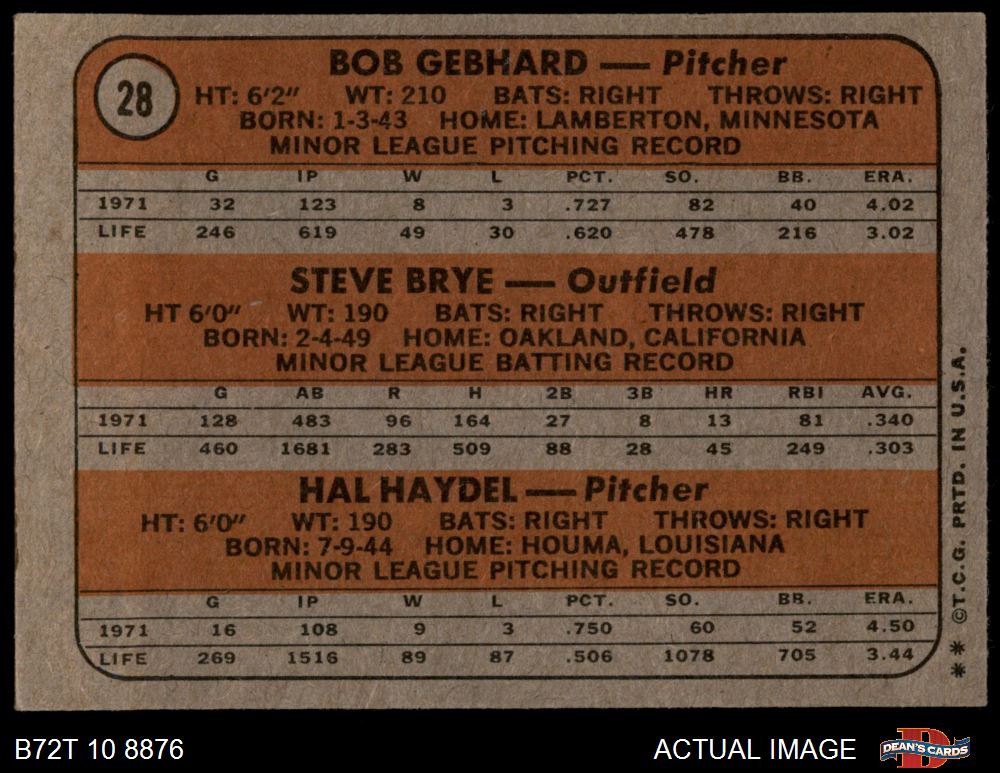 28
BOB GEBHARD — Pitcher
HT: 6'2" WT: 210 BATS: RIGHT THROWS: RIGHT
BORN: 1-3-43 HOME: LAMBERTON, MINNESOTA
MINOR LEAGUE PITCHING RECORD
G IP W L PCT. SO. BB. ERA.
1971 32 123 8 3 .727 82 40 4.02
LIFE 246 619 49 30 .620 478 216 3.02
STEVE BRYE — Outfield
HT 6'0" WT: 190 BATS: RIGHT THROWS: RIGHT
BORN: 2-4-49 HOME: OAKLAND, CALIFORNIA
MINOR LEAGUE BATTING RECORD
G AB R H 2B 3B HR RBI AVG.
1971 128 483 96 164 27 8 13 81 .340
LIFE 460 1681 283 509 88 28 45 249 .303
HAL HAYDEL — Pitcher
HT: 6'0" WT: 190 BATS: RIGHT THROWS: RIGHT
BORN: 7-9-44 HOME: HOUMA, LOUISIANA
MINOR LEAGUE PITCHING RECORD
G IP W L PCT. SO. BB. ERA.
1971 16 108 9 3 .750 60 52 4.50
LIFE 269 1516 89 87 .506 1078 705 3.44
** ©T.C.G. PRTD. IN U.S.A.
B72T 10 8876
ACTUAL IMAGE
DEAN'S CARDS